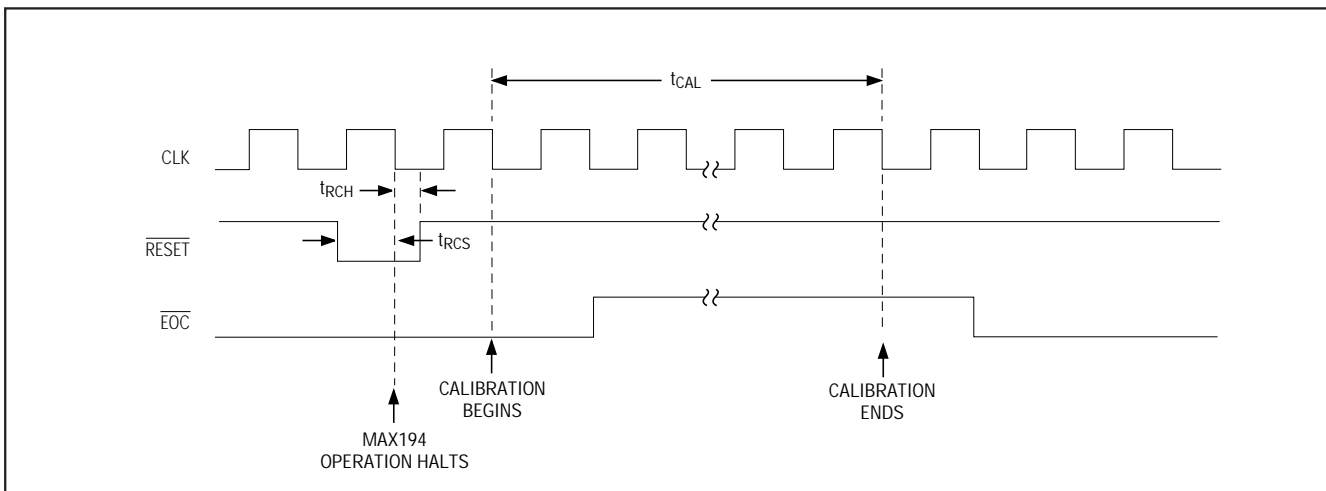 tCAL
CLK
tRCH
RESET
tRCS
EOC
CALIBRATION
BEGINS
CALIBRATION
ENDS
MAX194
OPERATION HALTS